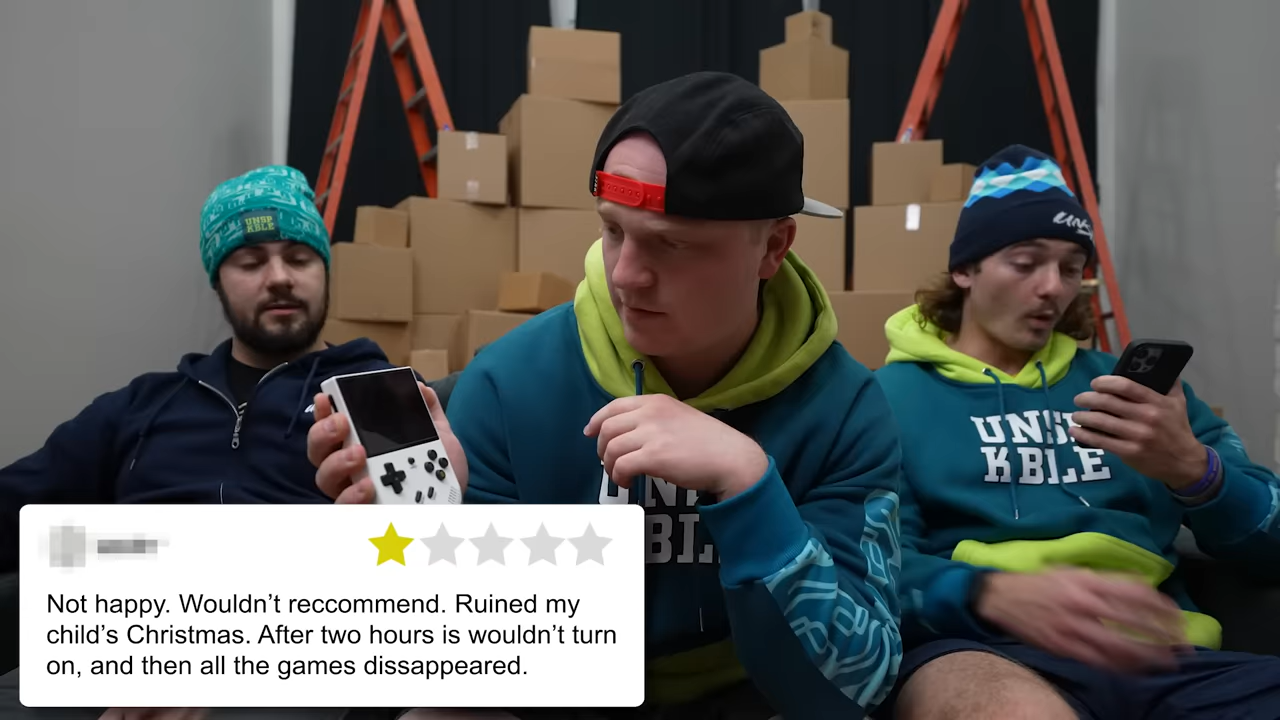 UNSP
KBLE
UNS
KBLE
Not happy. Wouldn’t reccommend. Ruined my
child’s Christmas. After two hours is wouldn’t turn
on, and then all the games dissappeared.